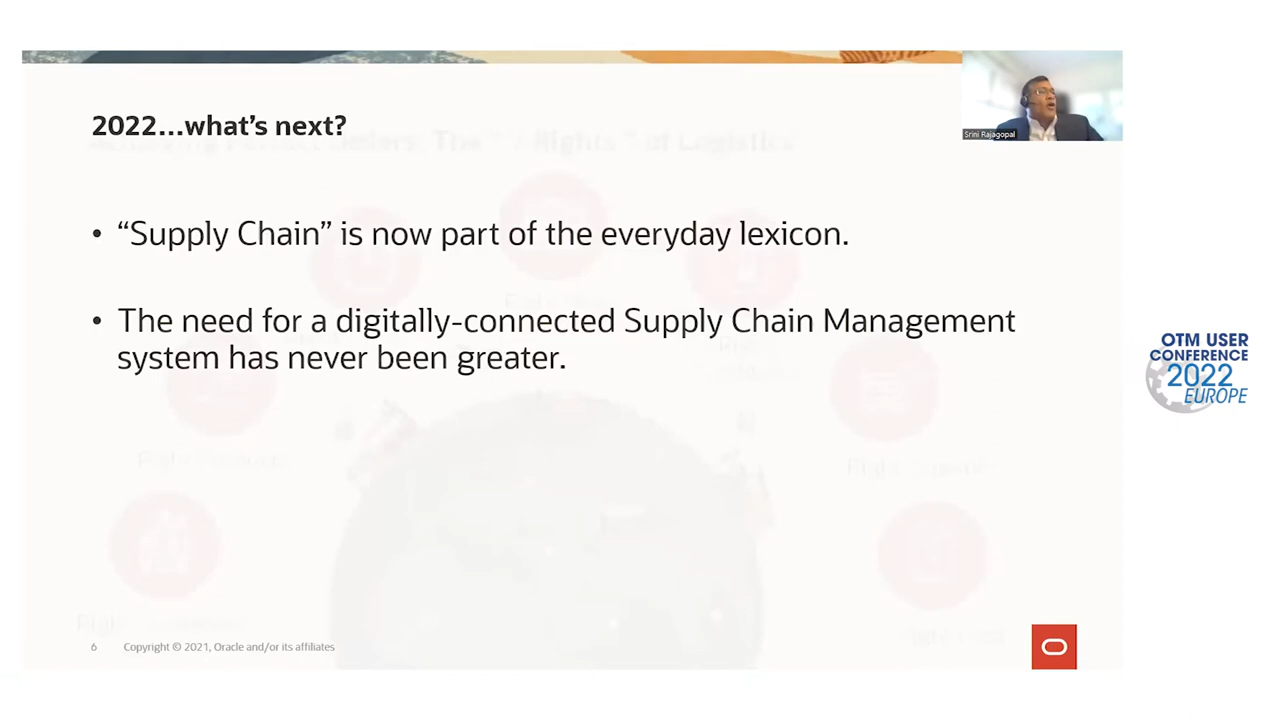 2022...what's next?
Srini Rajagopal
• “Supply Chain” is now part of the everyday lexicon.
• The need for a digitally-connected Supply Chain Management
system has never been greater.
OTM USER
CONFERENCE
2022
EUROPE
6 Copyright © 2021, Oracle and/or its affiliates